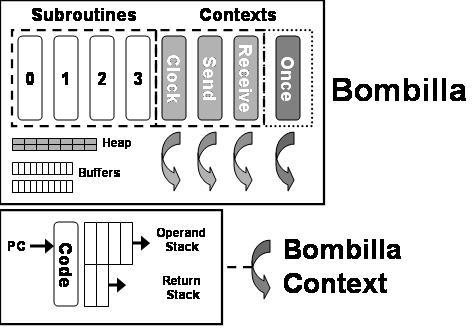 Subroutines Contexts
0 1 2 3 Clock Send Receive Once
Bombilla
Heap
Buffers
PC Code Operand
Stack
Return
Stack
Bombilla
Context